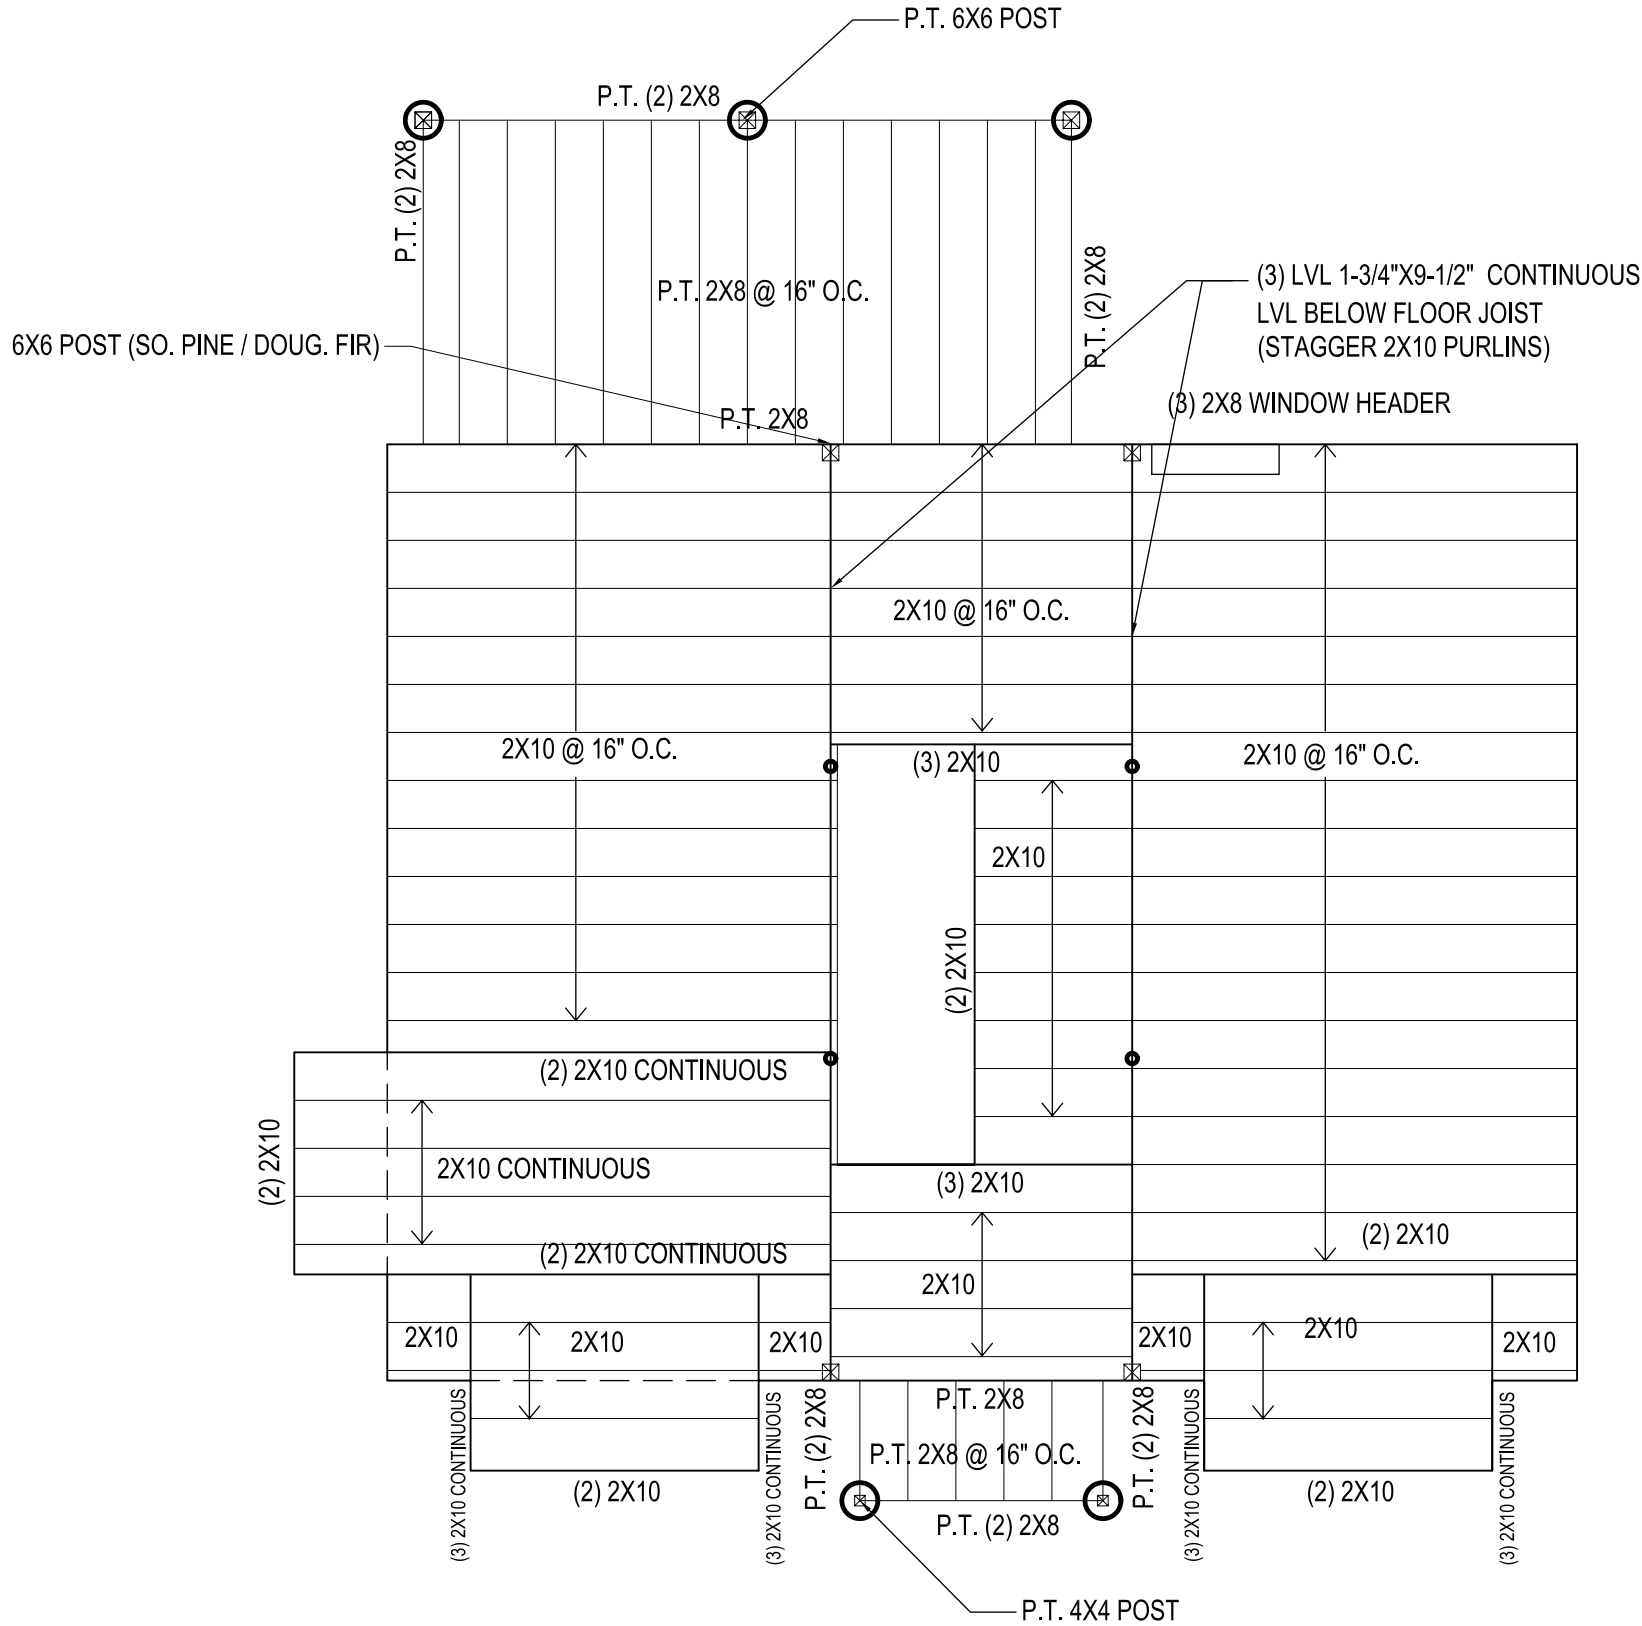 P.T. 6X6 POST
P.T. (2) 2X8
P.T. (2) 2X8
P.T. 2X8 @ 16" O.C.
P.T. (2) 2X8
(3) LVL 1-3/4"X9-1/2" CONTINUOUS
LVL BELOW FLOOR JOIST
(STAGGER 2X10 PURLINS)
6X6 POST (SO. PINE / DOUG. FIR)
(3) 2X8 WINDOW HEADER
P.T. 2X8
2X10 @ 16" O.C.
2X10 @ 16" O.C.
(3) 2X10
2X10 @ 16" O.C.
2X10
(2) 2X10
(2) 2X10 CONTINUOUS
(2) 2X10
2X10 CONTINUOUS
(3) 2X10
(2) 2X10 CONTINUOUS
(2) 2X10
2X10
2X10
2X10
2X10
2X10
2X10
2X10
(3) 2X10 CONTINUOUS
(3) 2X10 CONTINUOUS
P.T. (2) 2X8
P.T. 2X8
P.T. (2) 2X8
(3) 2X10 CONTINUOUS
(3) 2X10 CONTINUOUS
P.T. 2X8 @ 16" O.C.
(2) 2X10
(2) 2X10
P.T. (2) 2X8
P.T. 4X4 POST